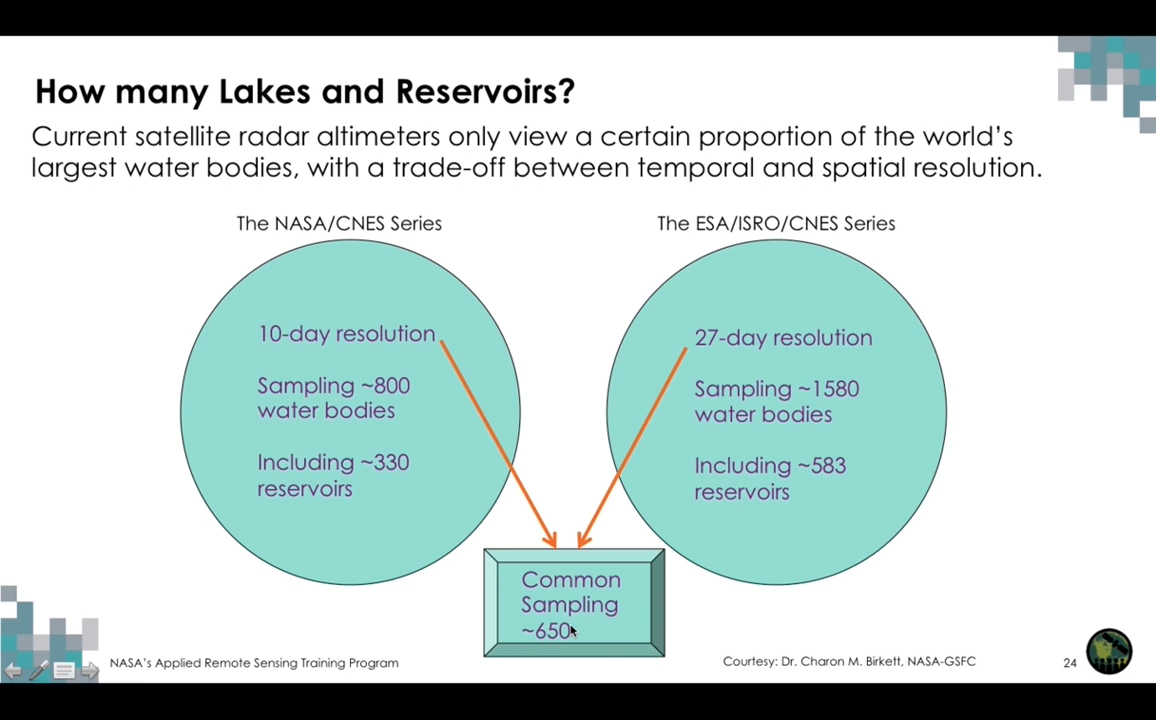 How many Lakes and Reservoirs?
Current satellite radar altimeters only view a certain proportion of the world's
largest water bodies, with a trade-off between temporal and spatial resolution.
The NASA/CNES Series
10-day resolution
Sampling ~800
water bodies
Including ~330
reservoirs
The ESA/ISRO/CNES Series
27-day resolution
Sampling ~1580
water bodies
Including ~583
reservoirs
Common
Sampling
~650
NASA's Applied Remote Sensing Training Program
Courtesy: Dr. Charon M. Birkett, NASA-GSFC
24